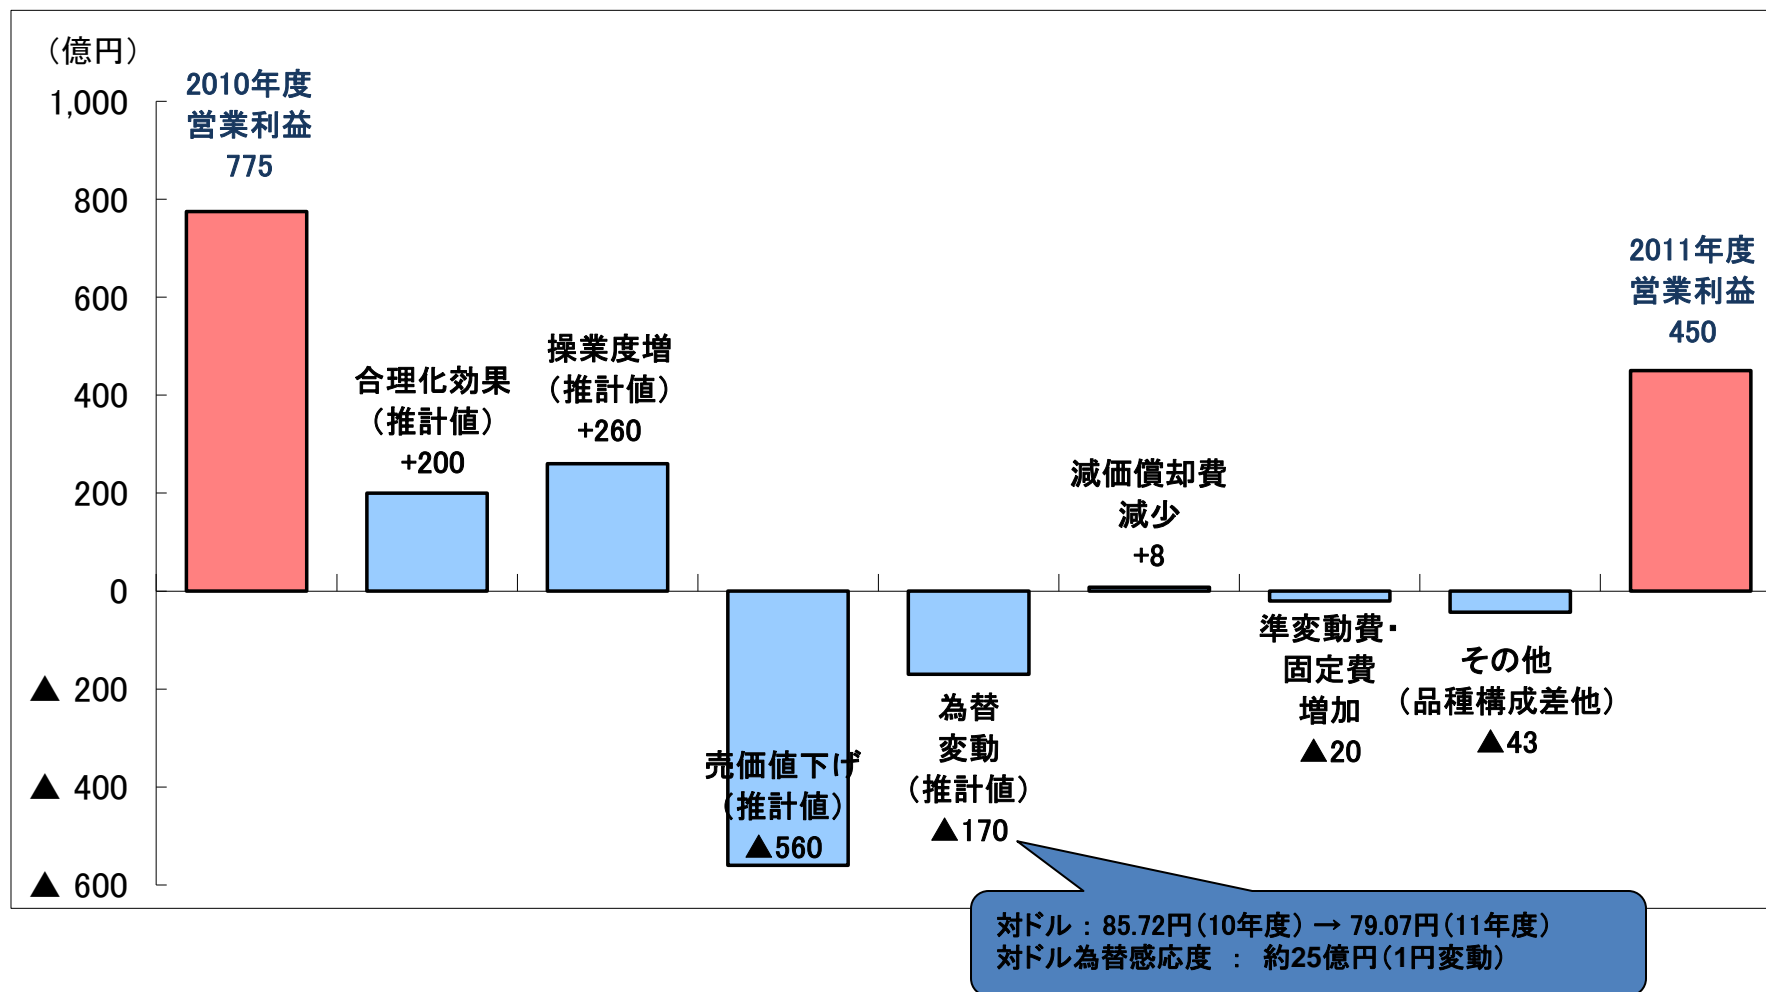 （億円）
1,000
800
600
400
200
0
▲ 200
▲ 400
▲ 600
2010年度
営業利益
775
合理化効果
（推計値）
+200
操業度増
（推計値）
+260
売価値下げ
（推計値）
▲560
為替
変動
（推計値）
▲170
減価償却費
減少
+8
準変動費・
固定費
増加
▲20
その他
（品種構成差他）
▲43
2011年度
営業利益
450
対ドル ： 85.72円（10年度） → 79.07円（11年度）
対ドル為替感応度 ： 約25億円（1円変動）